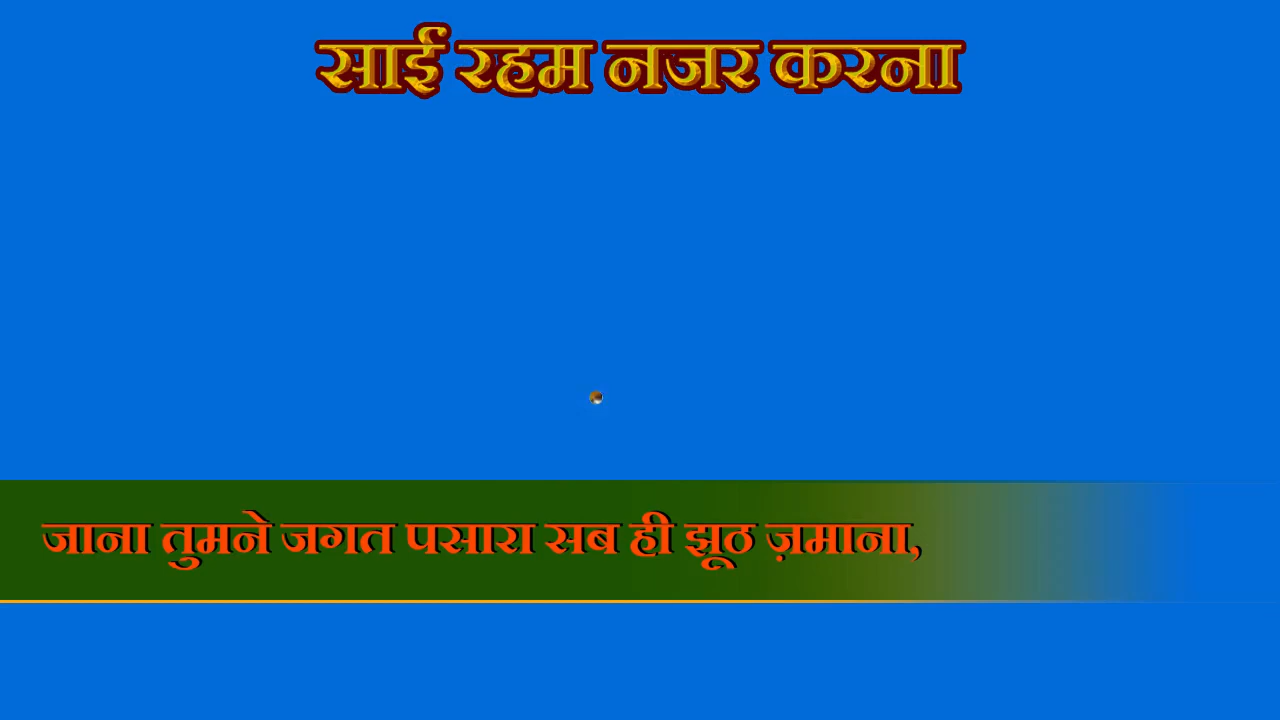 साईं रहम नजर करना
जाना तुमने जगत पसारा सब ही झूठ ज़माना,